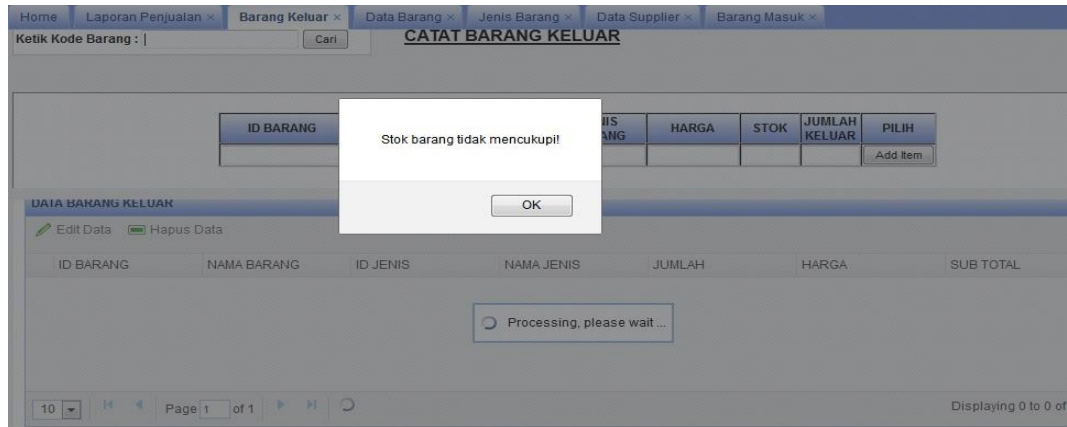 Home Laporan Penjualan × Barang Keluar × Data Barang × Jenis Barang × Data Supplier × Barang Masuk ×
Ketik Kode Barang : Cari CATAT BARANG KELUAR
ID BARANG HARGA STOK JUMLAH KELUAR PILIH
Add Item
Stok barang tidak mencukupi!
OK
DATA BARANG KELUAR
Edit Data Hapus Data
ID BARANG NAMA BARANG ID JENIS NAMA JENIS JUMLAH HARGA SUB TOTAL
Processing, please wait ...
10 Page 1 of 1 Displaying 0 to 0 of